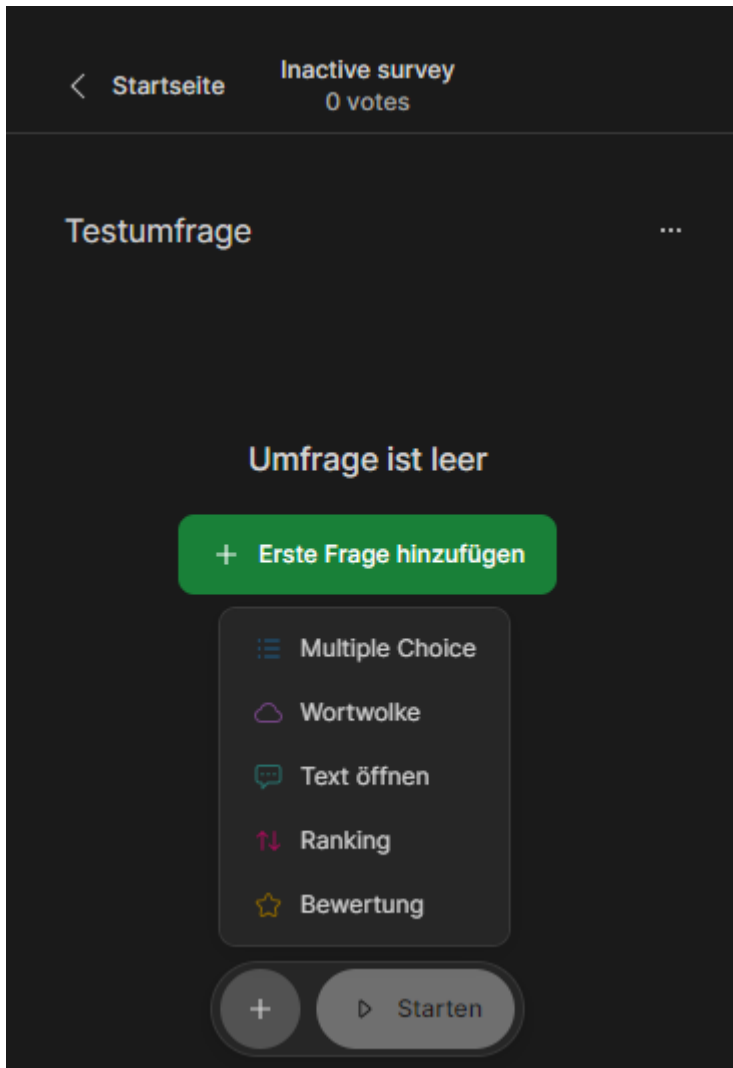 Startseite
Inactive survey
0 votes
Testumfrage
Umfrage ist leer
Erste Frage hinzufügen
Multiple Choice
Wortwolke
Text öffnen
Ranking
Bewertung
Starten